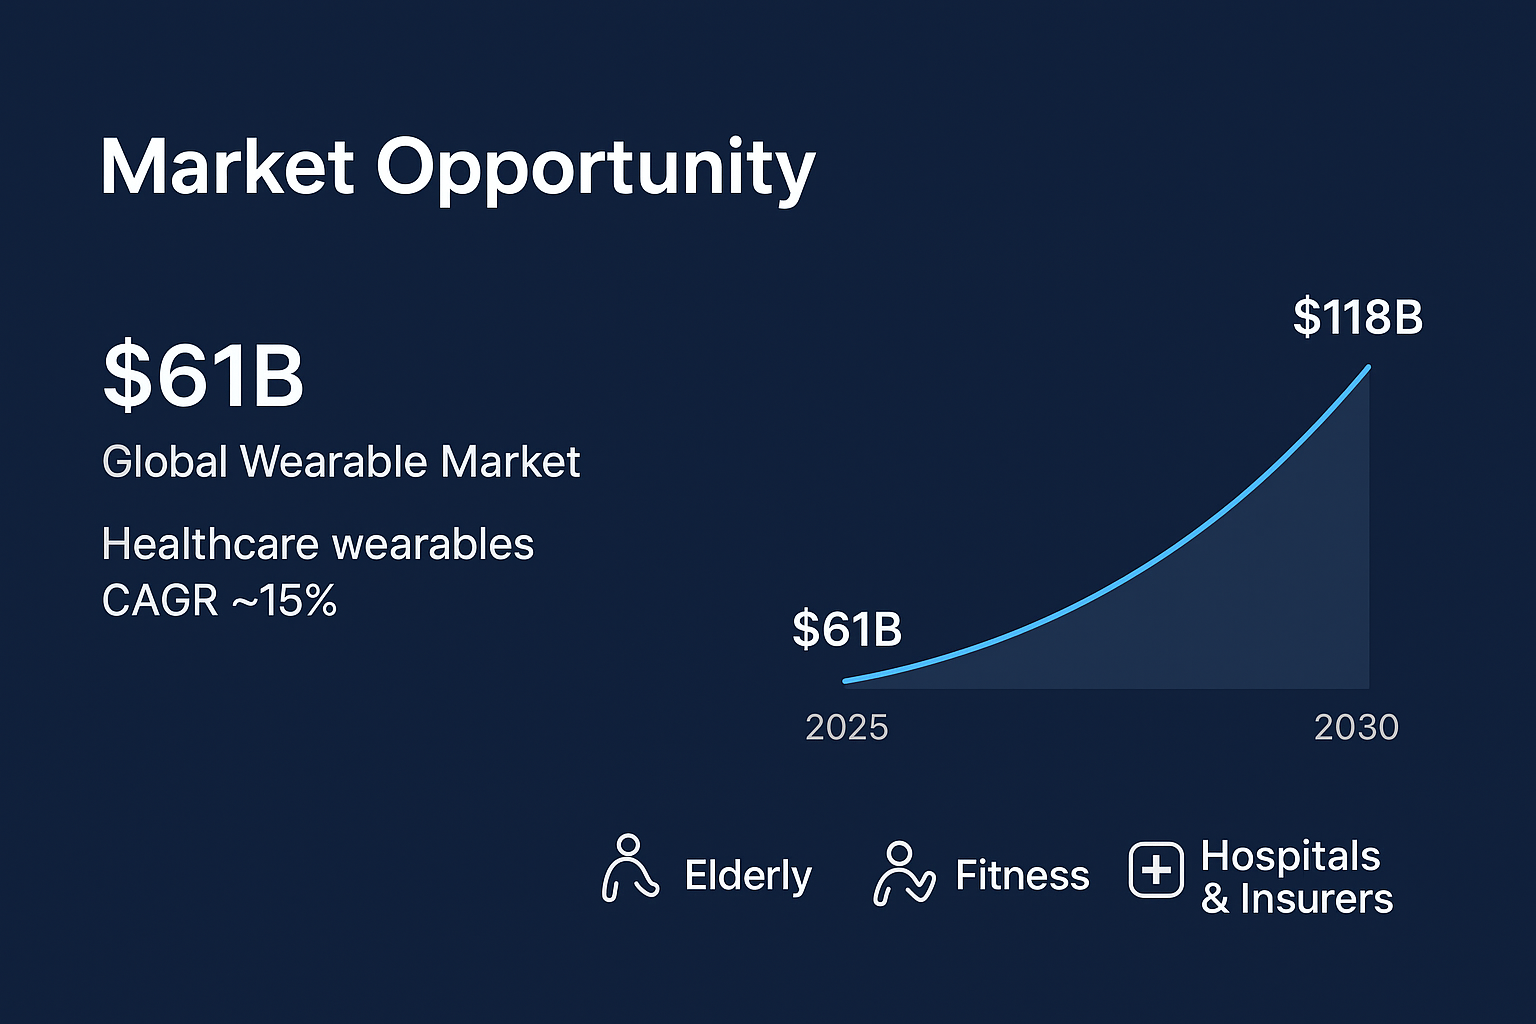 Market Opportunity
$61B
Global Wearable Market
Healthcare wearables
CAGR ~15%
$118B
$61B
2025
2030
Elderly
Fitness
Hospitals
& Insurers